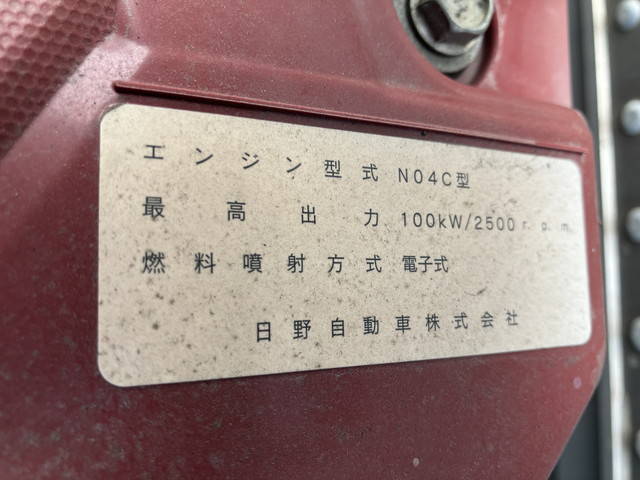 エンジン型式 N04C型
最高出力 100kW/2500r.p.m
燃料噴射方式 電子式
日野自動車株式会社